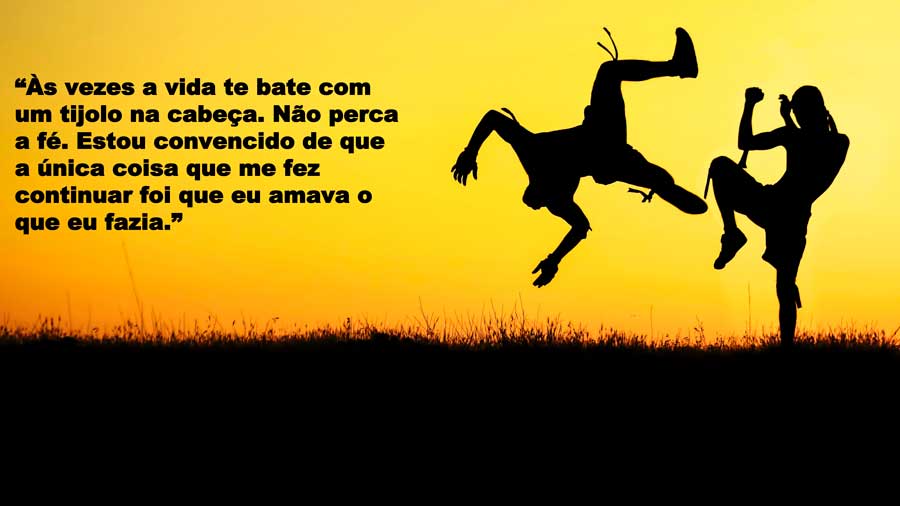 ❝Às vezes a vida te bate com
um tijolo na cabeça. Não perca
a fé. Estou convencido de que
a única coisa que me fez
continuar foi que eu amava o
que eu fazia.❞